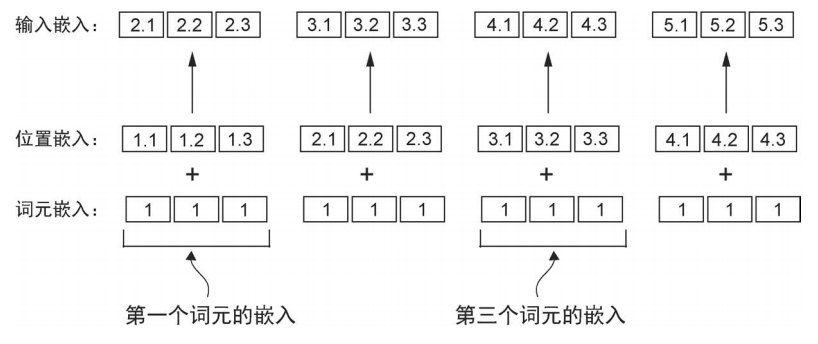 输入嵌入： 2.1 2.2 2.3 3.1 3.2 3.3 4.1 4.2 4.3 5.1 5.2 5.3
位置嵌入： 1.1 1.2 1.3 2.1 2.2 2.3 3.1 3.2 3.3 4.1 4.2 4.3
+ + + +
词元嵌入： 1 1 1 1 1 1 1 1 1 1 1 1
第一个词元的嵌入 第三个词元的嵌入